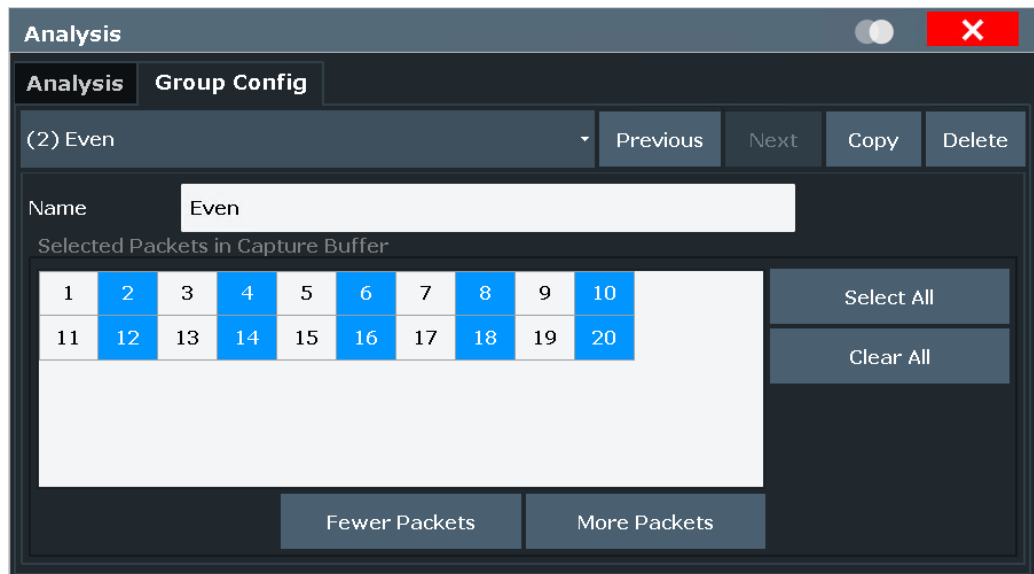 Analysis
Analysis Group Config
(2) Even Previous Next Copy Delete
Name Even
Selected Packets in Capture Buffer
1 2 3 4 5 6 7 8 9 10 Select All
11 12 13 14 15 16 17 18 19 20
Clear All
Fewer Packets More Packets